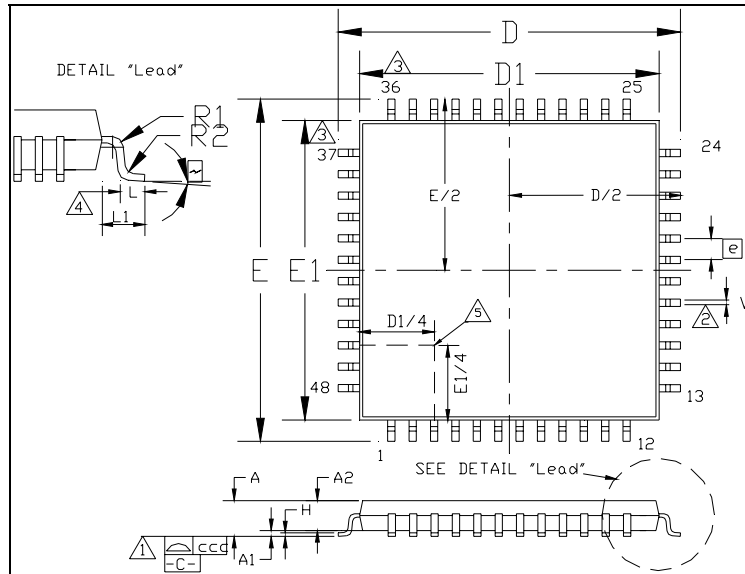 D
DETAIL "Lead"
3
D1
36
25
R1
R2
3
37
24
4
L
L1
E/2
D/2
E
E1
e
W
2
D1/4
5
E1/4
48
13
1
12
SEE DETAIL "Lead"
A
A2
H
1
ccc
-C-
A1